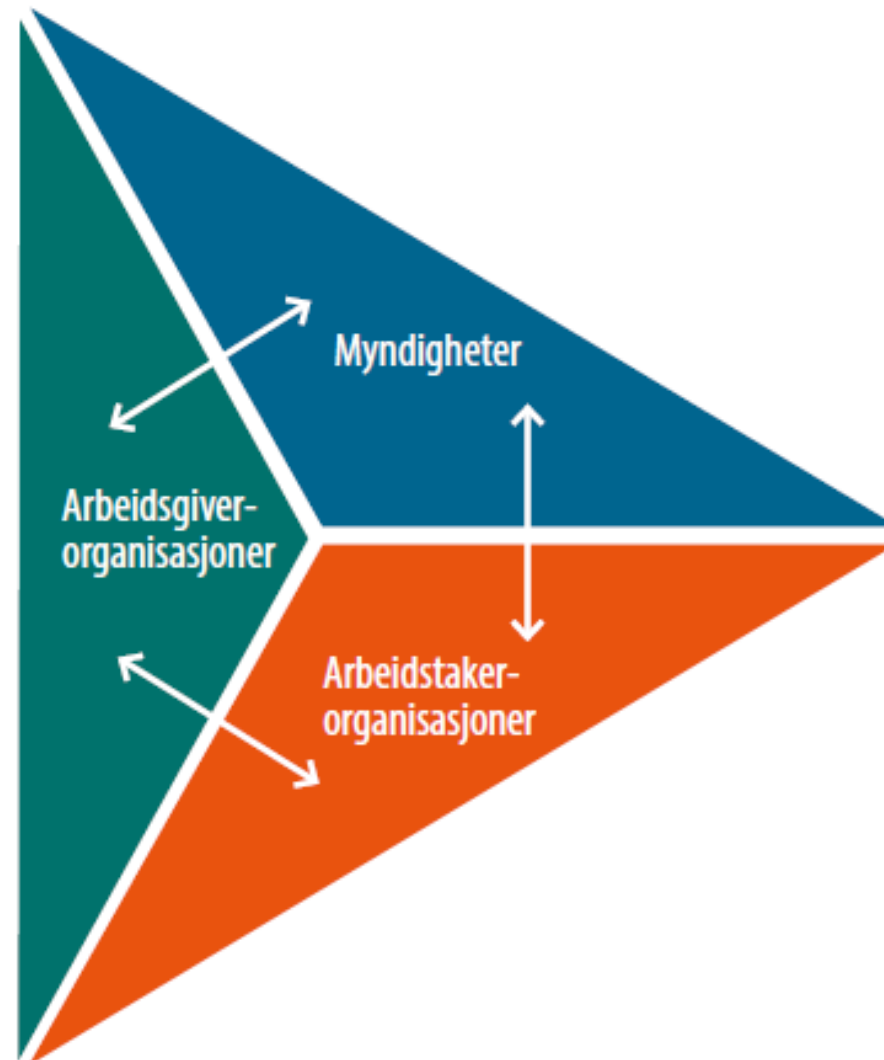 Myndigheter
Arbeidsgiver-
organisasjoner
Arbeidstaker-
organisasjoner